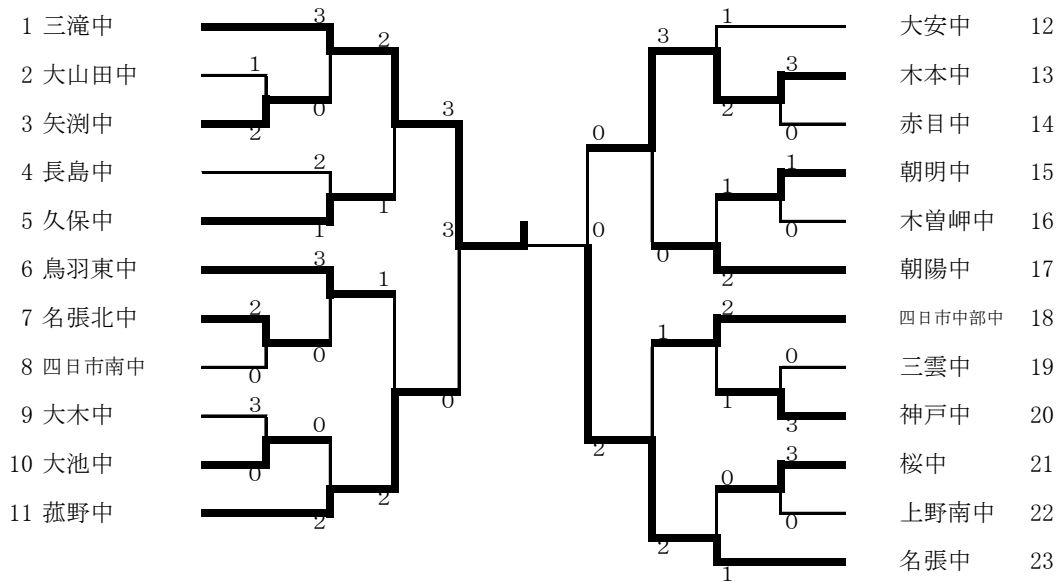 1 三滝中
2 大山田中
3 矢渕中
4 長島中
5 久保中
6 鳥羽東中
7 名張北中
8 四日市南中
9 大木中
10 大池中
11 菰野中
3
2
1
0
2
3
2
1
1
3
3
1
2
0
0
0
3
0
0
2
2
0
0
2
3
1
2
3
0
1
1
0
0
2
1
2
0
1
3
2
0
3
0
1
大安中 12
木本中 13
赤目中 14
朝明中 15
木曽岬中 16
朝陽中 17
四日市中部中 18
三雲中 19
神戸中 20
桜中 21
上野南中 22
名張中 23